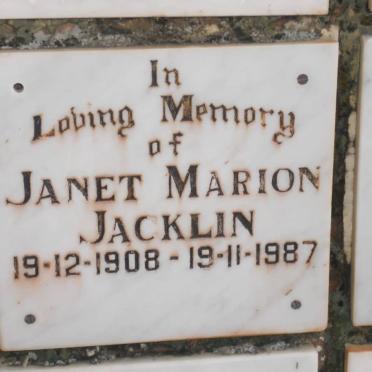 In
Loving Memory
of
JANET MARION
JACKLIN
19-12-1908 - 19-11-1987